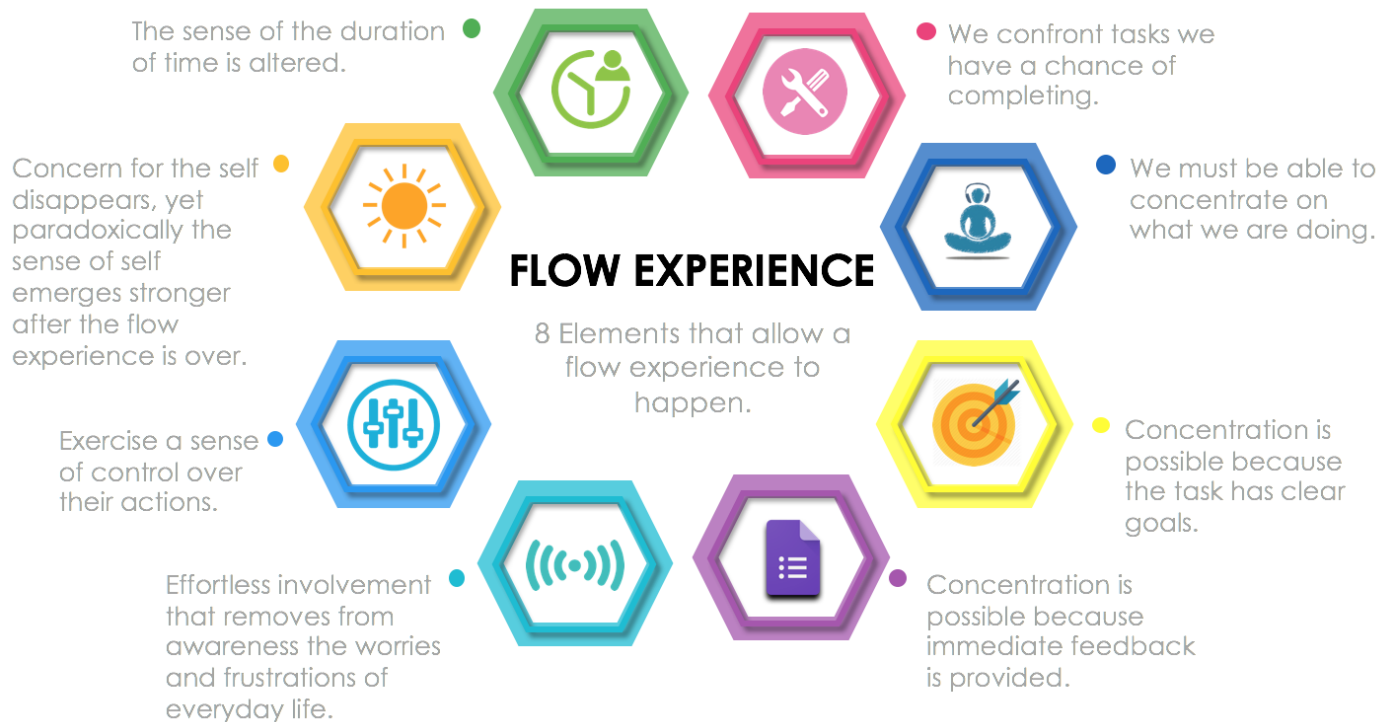 FLOW EXPERIENCE
8 Elements that allow a
flow experience to
happen.
We confront tasks we
have a chance of
completing.
We must be able to
concentrate on
what we are doing.
Concentration is
possible because
the task has clear
goals.
Concentration is
possible because
immediate feedback
is provided.
Effortless involvement
that removes from
awareness the worries
and frustrations of
everyday life.
Exercise a sense
of control over
their actions.
Concern for the self
disappears, yet
paradoxically the
sense of self
emerges stronger
after the flow
experience is over.
The sense of the duration
of time is altered.